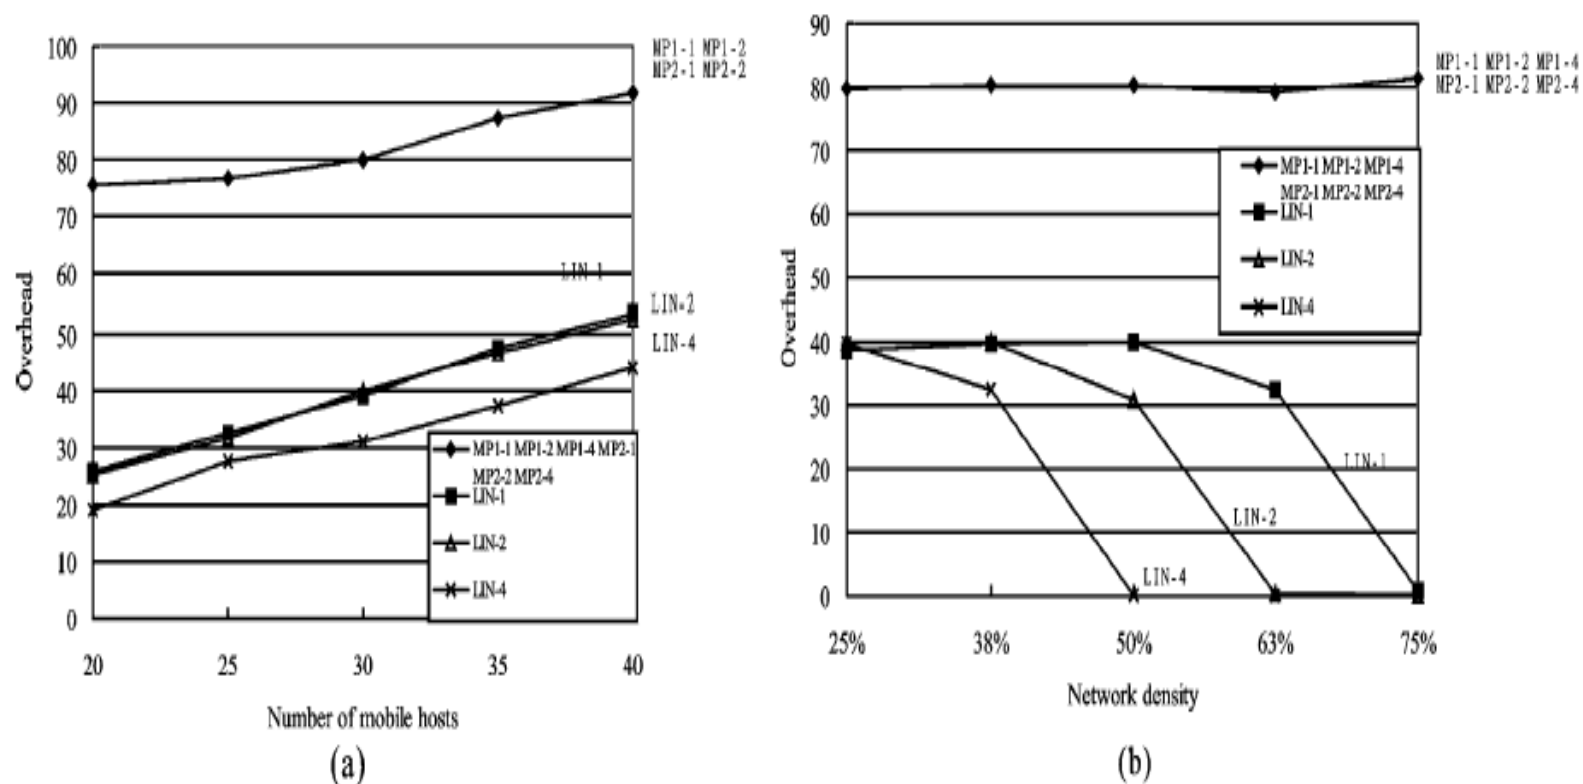 100
90
80
70
60
50
40
30
20
10
0
Overhead
20 25 30 35 40
Number of mobile hosts
(a)
MP1-1 MP1-2
MP2-1 MP2-2
LIN-1
LIN-2
LIN-4
MP1-1 MP1-2 MP1-4 MP2-1
MP2-2 MP2-4
LIN-1
LIN-2
LIN-4
90
80
70
60
50
40
30
20
10
0
Overhead
25% 38% 50% 63% 75%
Network density
(b)
MP1-1 MP1-2 MP1-4
MP2-1 MP2-2 MP2-4
MP1-1 MP1-2 MP1-4
MP2-1 MP2-2 MP2-4
LIN-1
LIN-2
LIN-4
LIN-1
LIN-2
LIN-4